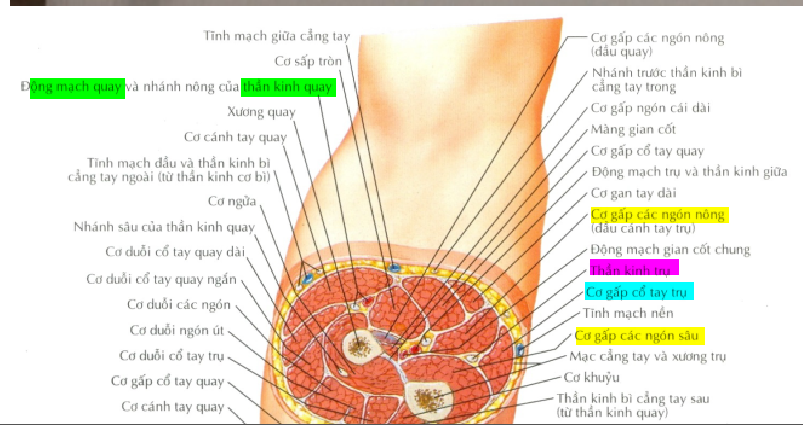 Tĩnh mạch giữa cẳng tay
Cơ sấp tròn
Động mạch quay và nhánh nông của thần kinh quay
Xương quay
Cơ cánh tay quay
Tĩnh mạch đầu và thần kinh bì
cẳng tay ngoài (từ thần kinh cơ bì)
Cơ ngửa
Nhánh sâu của thần kinh quay
Cơ duỗi cổ tay quay dài
Cơ duỗi cổ tay quay ngắn
Cơ duỗi các ngón
Cơ duỗi ngón út
Cơ duỗi cổ tay trụ
Cơ gấp cổ tay quay
Cơ cánh tay quay
Cơ gấp các ngón nông
(đầu quay)
Nhánh trước thần kinh bì
cẳng tay trong
Cơ gấp ngón cái dài
Màng gian cốt
Cơ gấp cổ tay quay
Động mạch trụ và thần kinh giữa
Cơ gan tay dài
Cơ gấp các ngón nông
(đầu cánh tay trụ)
Động mạch gian cốt chung
Thần kinh trụ
Cơ gấp cổ tay trụ
Tĩnh mạch nền
Cơ gấp các ngón sâu
Mạc cẳng tay và xương trụ
Cơ khuỷu
Thần kinh bì cẳng tay sau
(từ thần kinh quay)